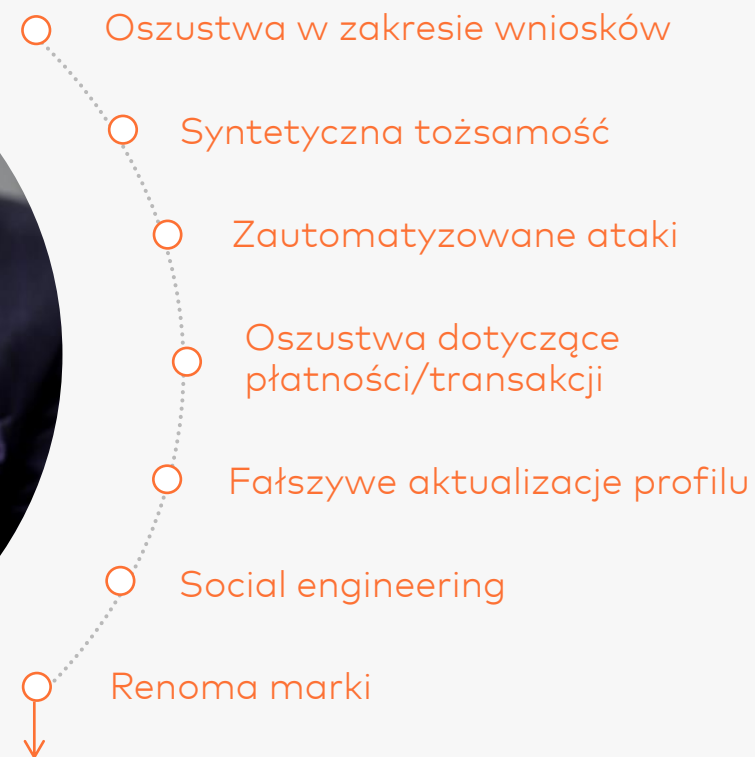 Oszustwa w zakresie wniosków
Syntetyczna tożsamość
Zautomatyzowane ataki
Oszustwa dotyczące
płatności/transakcji
Fałszywe aktualizacje profilu
Social engineering
Renoma marki